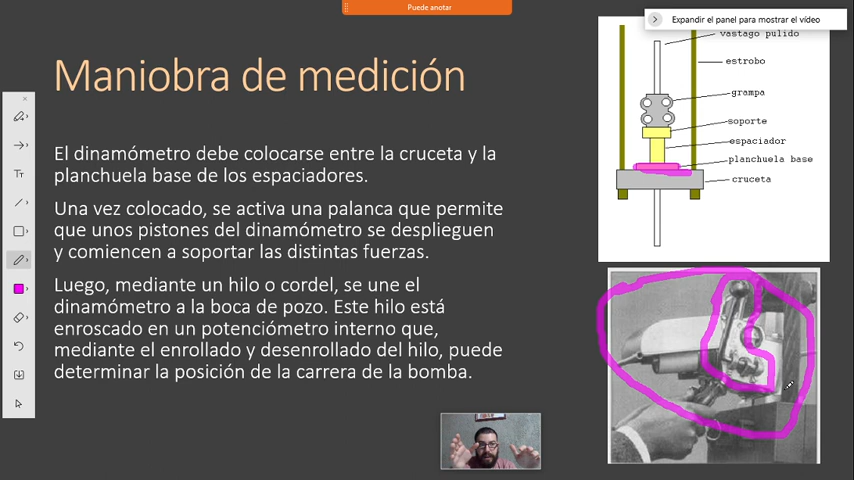 Puede anotar
Expandir el panel para mostrar el vídeo
Maniobra de medición
El dinamómetro debe colocarse entre la cruceta y la
planchuela base de los espaciadores.
Una vez colocado, se activa una palanca que permite
que unos pistones del dinamómetro se desplieguen
y comiencen a soportar las distintas fuerzas.
Luego, mediante un hilo o cordel, se une el
dinamómetro a la boca de pozo. Este hilo está
enroscado en un potenciómetro interno que,
mediante el enrollado y desenrollado del hilo, puede
determinar la posición de la carrera de la bomba.
vastago pulido
estrobo
grampa
soporte
espaciador
planchuela base
cruceta
Tт